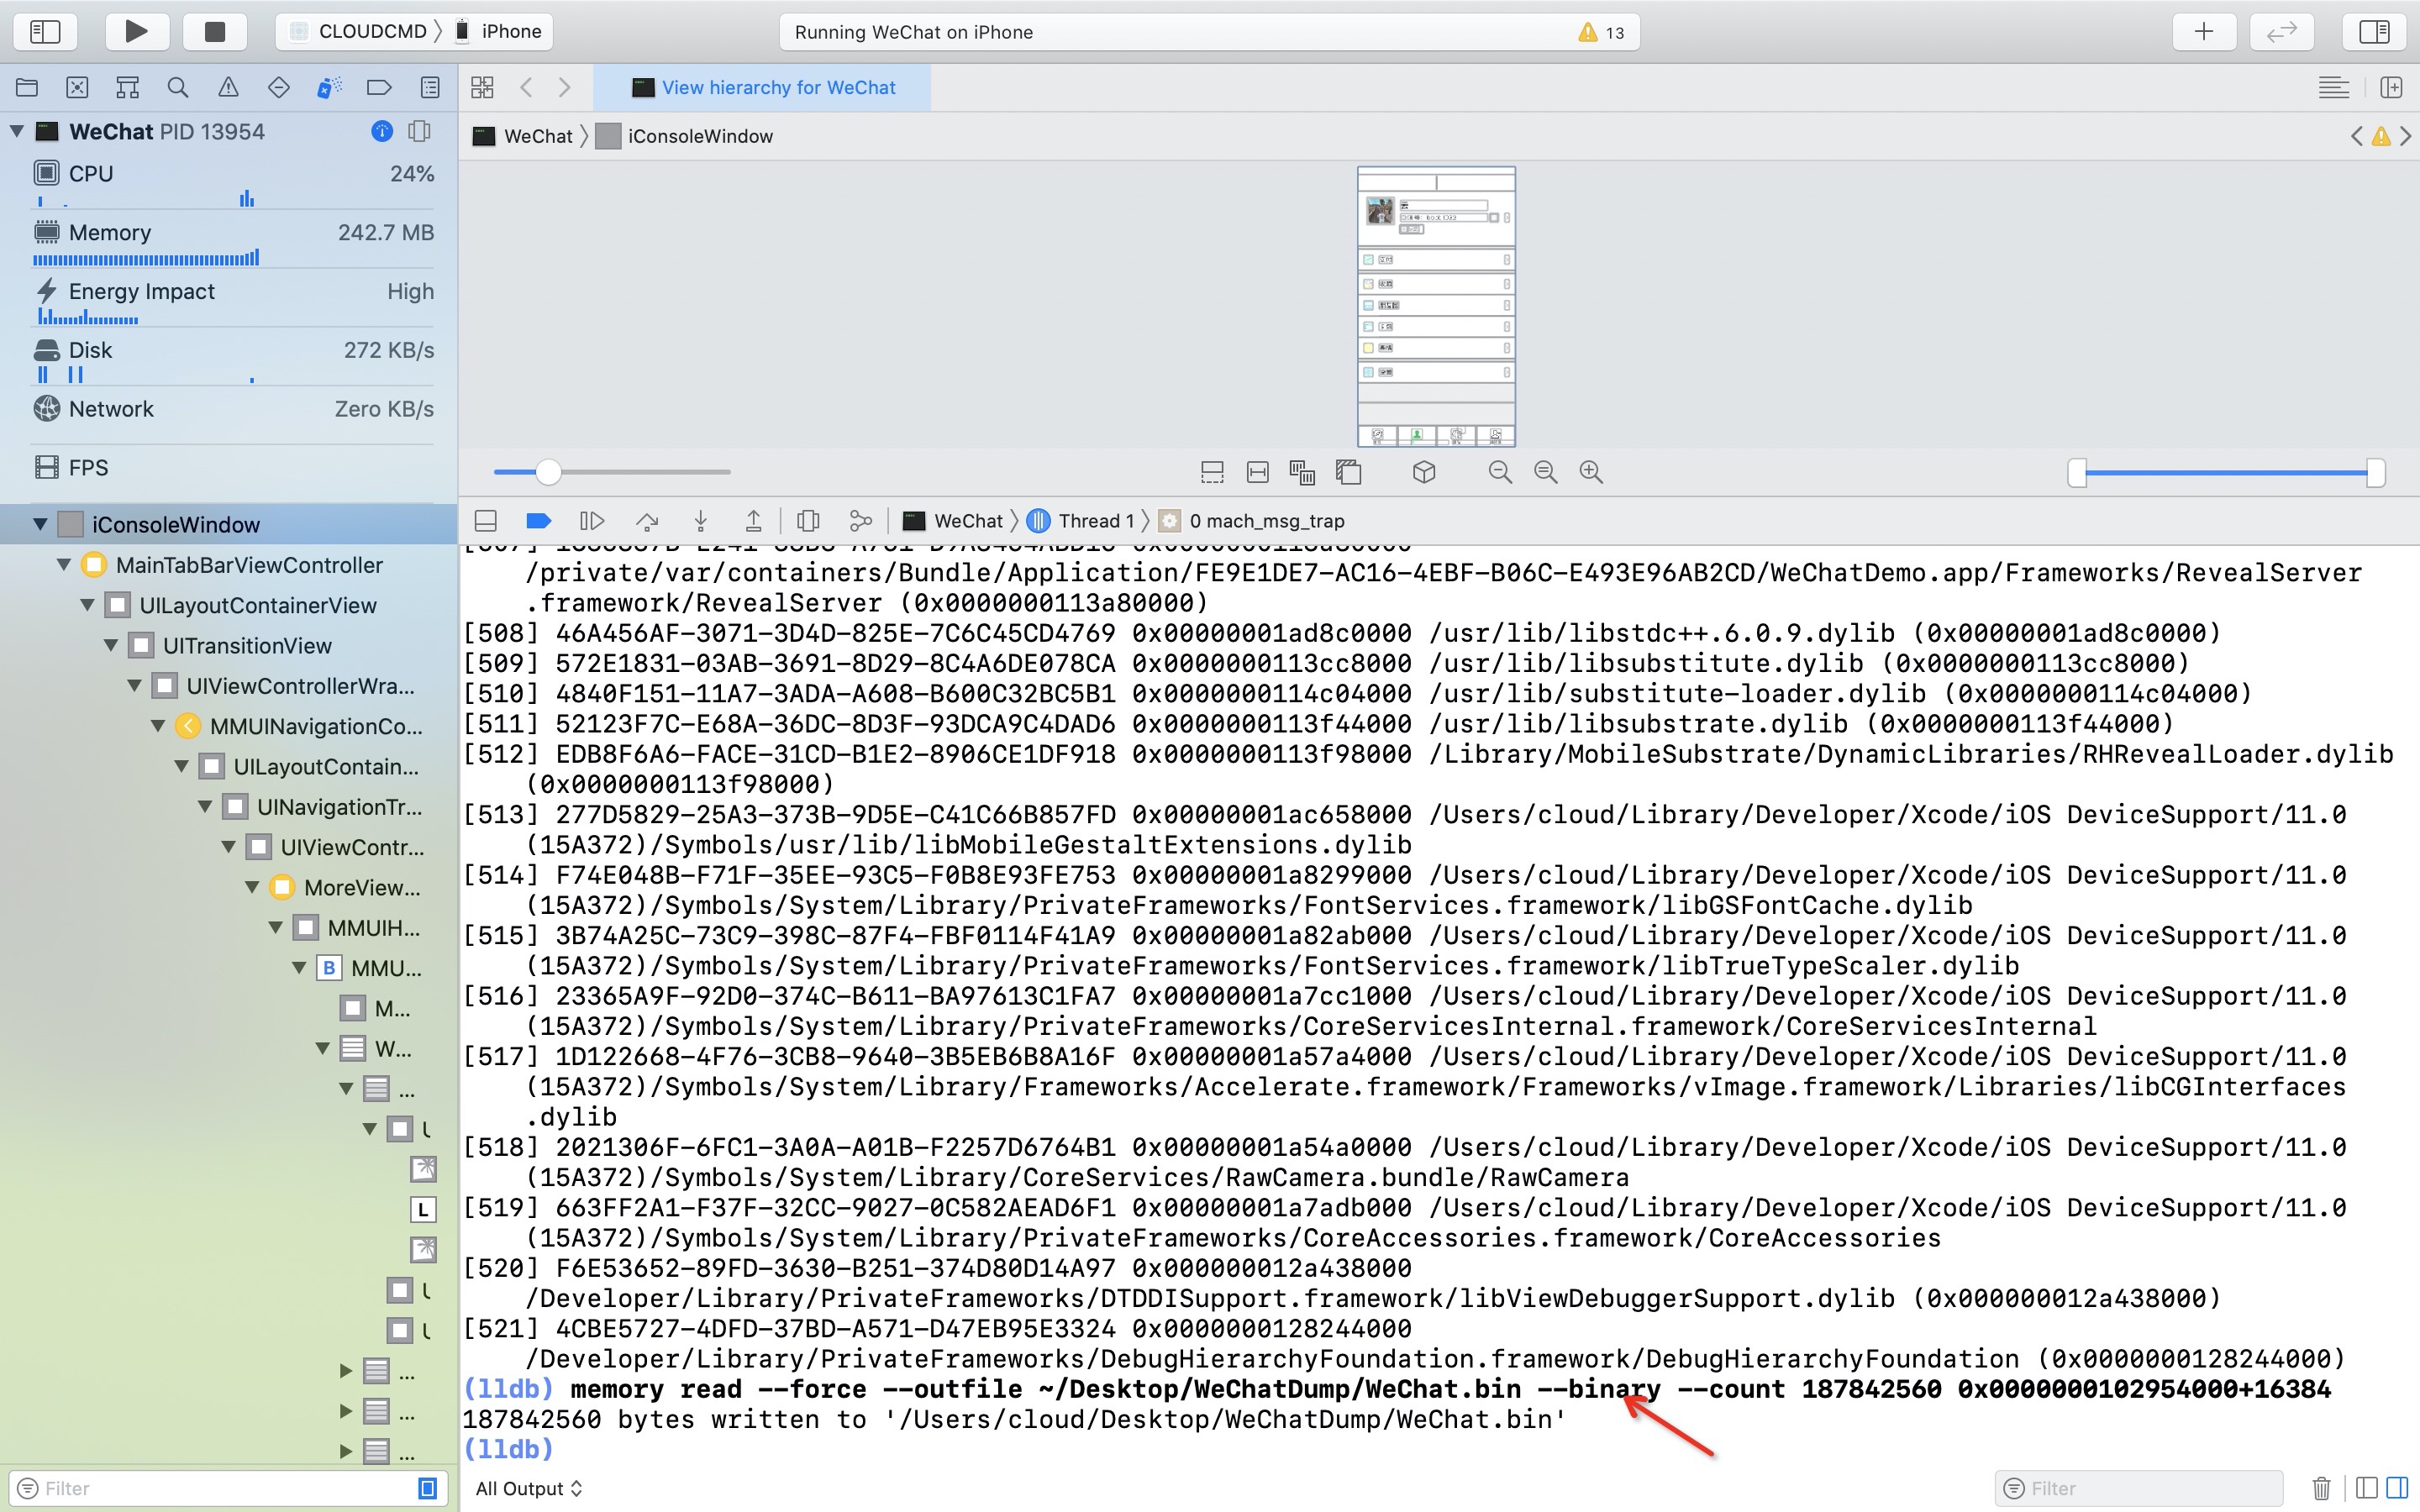 CLOUDCMD 〉 iPhone
Running WeChat on iPhone
13
View hierarchy for WeChat
WeChat PID 13954
WeChat 〉 iConsoleWindow
CPU 24%
Memory 242.7 MB
Energy Impact High
Disk 272 KB/s
Network Zero KB/s
FPS
iConsoleWindow
MainTabBarViewController
UILayoutContainerView
UITransitionView
UIViewControllerWra...
MMUINavigationCo...
UILayoutContain...
UINavigationTr...
UIViewContr...
MoreView...
MMUIH...
B MMU...
M...
W...
...
L
...
...
...
Filter
WeChat 〉 Thread 1 〉 0 mach_msg_trap
/private/var/containers/Bundle/Application/FE9E1DE7-AC16-4EBF-B06C-E493E96AB2CD/WeChatDemo.app/Frameworks/RevealServer
.framework/RevealServer (0x0000000113a80000)
[508] 46A456AF-3071-3D4D-825E-7C6C45CD4769 0x00000001ad8c0000 /usr/lib/libstdc++.6.0.9.dylib (0x00000001ad8c0000)
[509] 572E1831-03AB-3691-8D29-8C4A6DE078CA 0x0000000113cc8000 /usr/lib/libsubstitute.dylib (0x0000000113cc8000)
[510] 4840F151-11A7-3ADA-A608-B600C32BC5B1 0x0000000114c04000 /usr/lib/substitute-loader.dylib (0x0000000114c04000)
[511] 52123F7C-E68A-36DC-8D3F-93DCA9C4DAD6 0x0000000113f44000 /usr/lib/libsubstrate.dylib (0x0000000113f44000)
[512] EDB8F6A6-FACE-31CD-B1E2-8906CE1DF918 0x0000000113f98000 /Library/MobileSubstrate/DynamicLibraries/RHRevealLoader.dylib
(0x0000000113f98000)
[513] 277D5829-25A3-373B-9D5E-C41C66B857FD 0x00000001ac658000 /Users/cloud/Library/Developer/Xcode/iOS DeviceSupport/11.0
(15A372)/Symbols/usr/lib/libMobileGestaltExtensions.dylib
[514] F74E048B-F71F-35EE-93C5-F0B8E93FE753 0x00000001a8299000 /Users/cloud/Library/Developer/Xcode/iOS DeviceSupport/11.0
(15A372)/Symbols/System/Library/PrivateFrameworks/FontServices.framework/libGSFontCache.dylib
[515] 3B74A25C-73C9-398C-87F4-FBF0114F41A9 0x00000001a82ab000 /Users/cloud/Library/Developer/Xcode/iOS DeviceSupport/11.0
(15A372)/Symbols/System/Library/PrivateFrameworks/FontServices.framework/libTrueTypeScaler.dylib
[516] 23365A9F-92D0-374C-B611-BA97613C1FA7 0x00000001a7cc1000 /Users/cloud/Library/Developer/Xcode/iOS DeviceSupport/11.0
(15A372)/Symbols/System/Library/PrivateFrameworks/CoreServicesInternal.framework/CoreServicesInternal
[517] 1D122668-4F76-3CB8-9640-3B5EB6B8A16F 0x00000001a57a4000 /Users/cloud/Library/Developer/Xcode/iOS DeviceSupport/11.0
(15A372)/Symbols/System/Library/Frameworks/Accelerate.framework/Frameworks/vImage.framework/Libraries/libCGInterfaces
.dylib
[518] 2021306F-6FC1-3A0A-A01B-F2257D6764B1 0x00000001a54a0000 /Users/cloud/Library/Developer/Xcode/iOS DeviceSupport/11.0
(15A372)/Symbols/System/Library/CoreServices/RawCamera.bundle/RawCamera
[519] 663FF2A1-F37F-32CC-9027-0C582AEAD6F1 0x00000001a7adb000 /Users/cloud/Library/Developer/Xcode/iOS DeviceSupport/11.0
(15A372)/Symbols/System/Library/PrivateFrameworks/CoreAccessories.framework/CoreAccessories
[520] F6E53652-89FD-3630-B251-374D80D14A97 0x000000012a438000
/Developer/Library/PrivateFrameworks/DTDDISupport.framework/libViewDebuggerSupport.dylib (0x000000012a438000)
[521] 4CBE5727-4DFD-37BD-A571-D47EB95E3324 0x0000000128244000
/Developer/Library/PrivateFrameworks/DebugHierarchyFoundation.framework/DebugHierarchyFoundation (0x0000000128244000)
(lldb) memory read --force --outfile ~/Desktop/WeChatDump/WeChat.bin --binary --count 187842560 0x0000000102954000+16384
187842560 bytes written to '/Users/cloud/Desktop/WeChatDump/WeChat.bin'
(lldb)
All Output
Filter